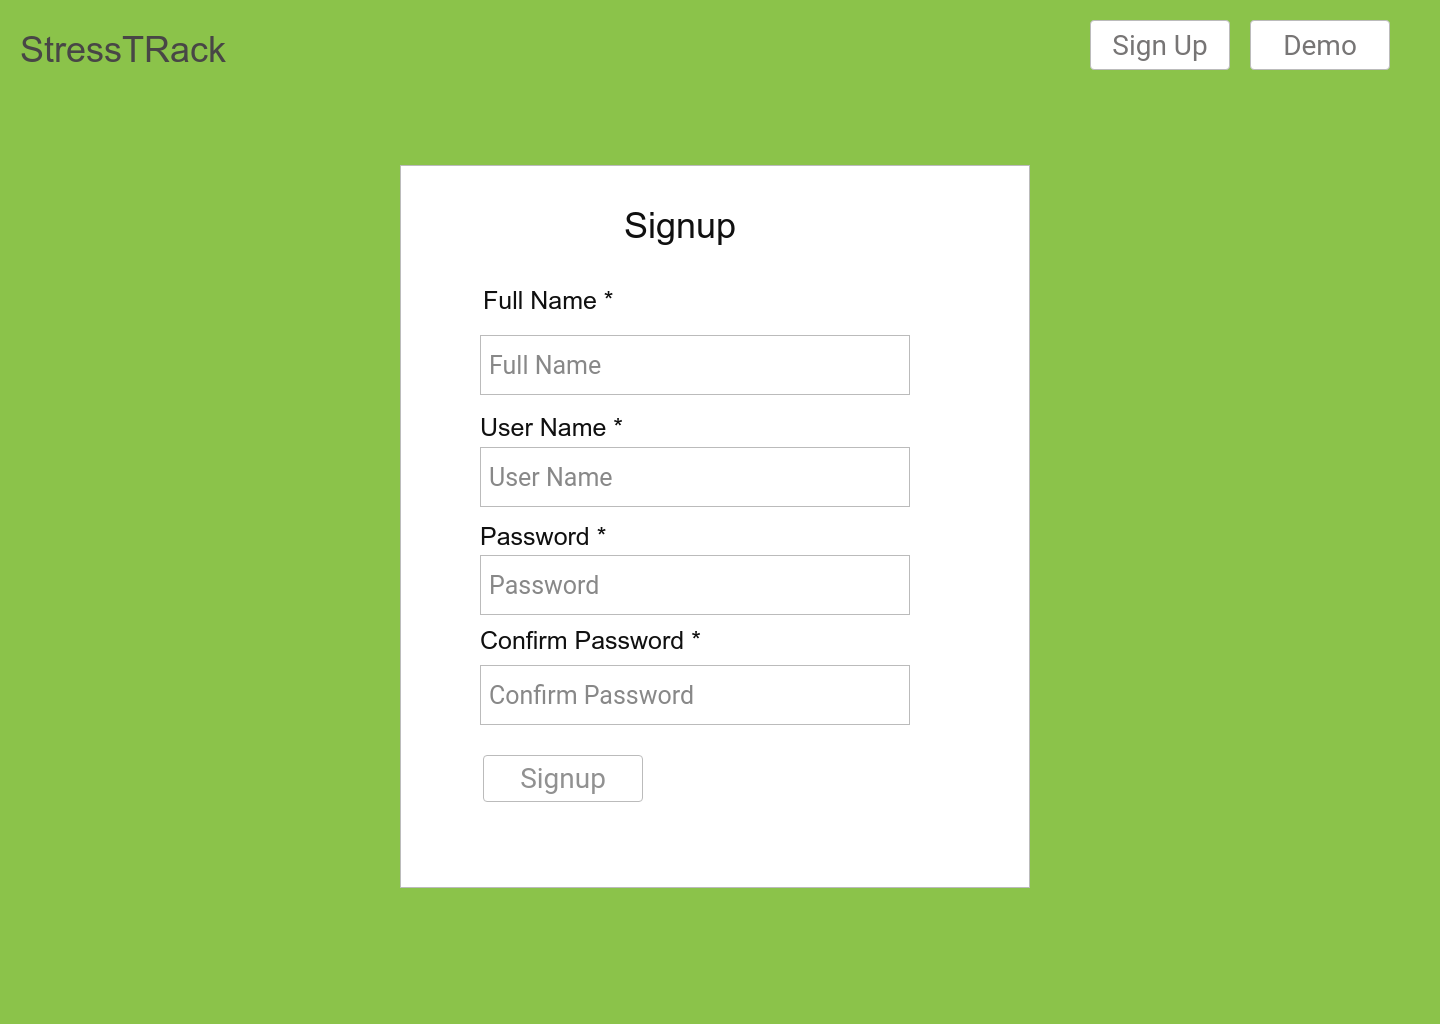 StressTRack
Sign Up
Demo
Signup
Full Name *
Full Name
User Name *
User Name
Password *
Password
Confirm Password *
Confirm Password
Signup